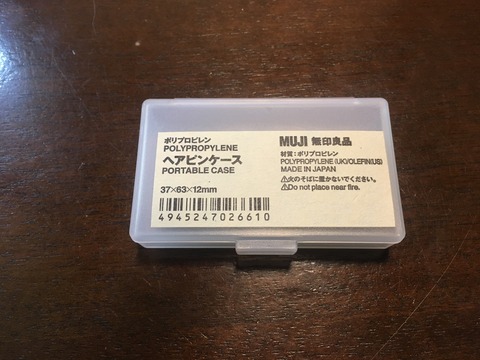 ポリプロピレン
POLYPROPYLENE
ヘアピンケース
PORTABLE CASE
37×63×12mm
4945247026610
MUJI 無印良品
材質:ポリプロピレン
POLYPROPYLENE(UK)/OLEFIN(US)
MADE IN JAPAN
⚠火のそばに置かないでください。
⚠Do not place near fire.